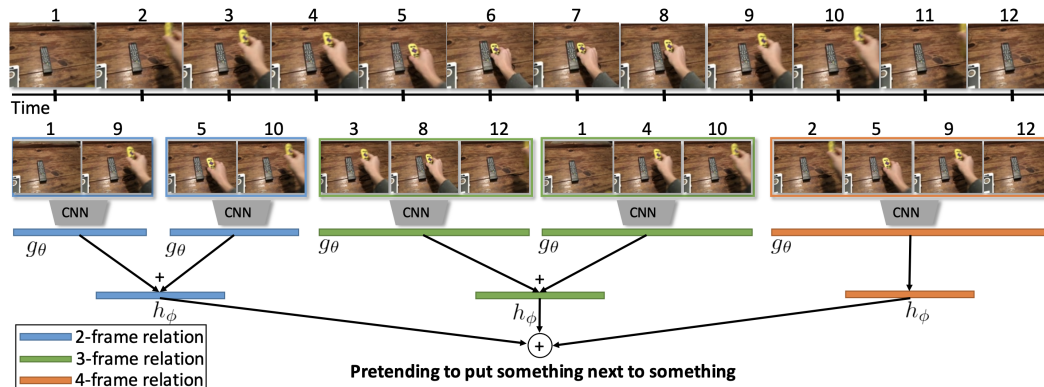 1 2 3 4 5 6 7 8 9 10 11 12
Time
1 9 5 10 3 8 12 1 4 10 2 5 9 12
CNN CNN CNN CNN CNN
gθ gθ gθ gθ gθ
+ +
hϕ hϕ hϕ
+
2-frame relation
3-frame relation
4-frame relation
Pretending to put something next to something